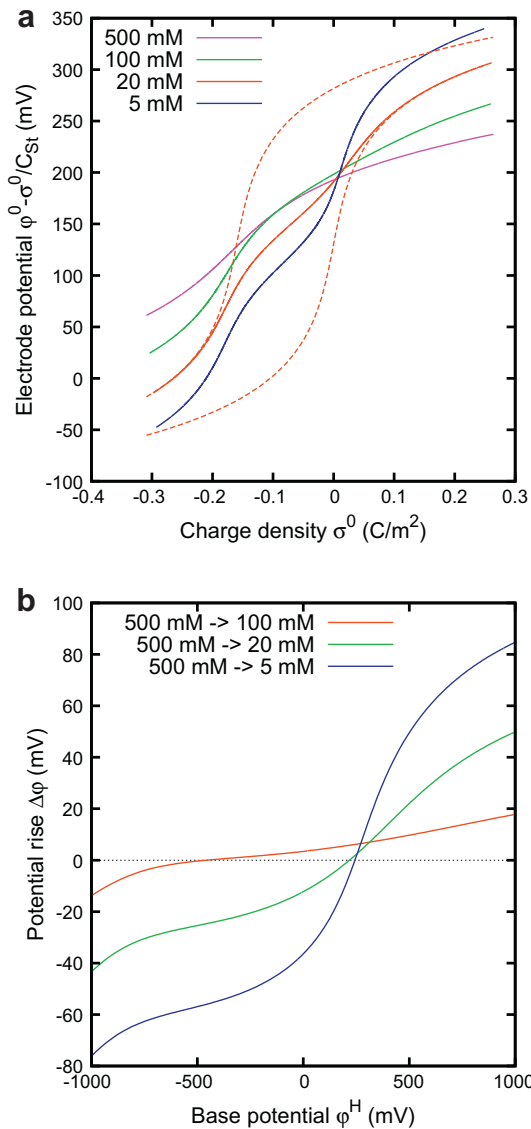 a
350
300
250
200
150
100
50
0
-50
-100
Electrode potential φ⁰-σ⁰/C_St (mV)
500 mM
100 mM
20 mM
5 mM
-0.4 -0.3 -0.2 -0.1 0 0.1 0.2 0.3
Charge density σ⁰ (C/m²)
b
100
80
60
40
20
0
-20
-40
-60
-80
Potential rise Δφ (mV)
500 mM -> 100 mM
500 mM -> 20 mM
500 mM -> 5 mM
-1000 -500 0 500 1000
Base potential φᴴ (mV)